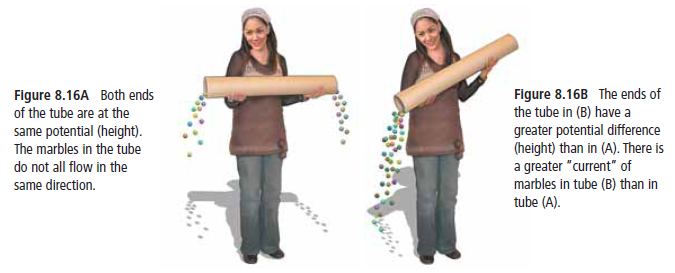 Figure 8.16A Both ends
of the tube are at the
same potential (height).
The marbles in the tube
do not all flow in the
same direction.
Figure 8.16B The ends of
the tube in (B) have a
greater potential difference
(height) than in (A). There is
a greater "current" of
marbles in tube (B) than in
tube (A).